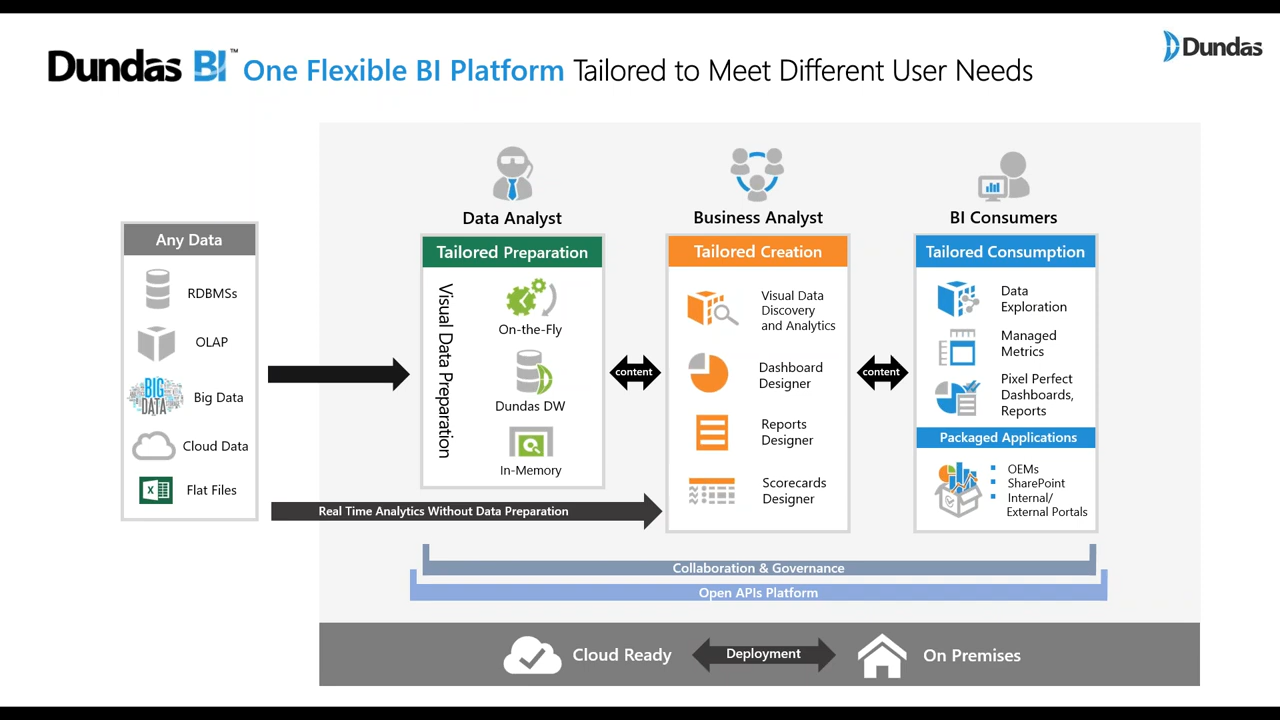 Dundas BI™ One Flexible BI Platform Tailored to Meet Different User Needs
Dundas
Any Data
RDBMSs
OLAP
BIG DATA
Big Data
Cloud Data
X
Flat Files
Data Analyst
Tailored Preparation
Visual Data Preparation
On-the-Fly
Dundas DW
In-Memory
content
Business Analyst
Tailored Creation
Visual Data
Discovery
and Analytics
Dashboard
Designer
Reports
Designer
Scorecards
Designer
content
BI Consumers
Tailored Consumption
Data
Exploration
Managed
Metrics
Pixel Perfect
Dashboards,
Reports
Packaged Applications
OEMs
SharePoint
Internal/
External Portals
Real Time Analytics Without Data Preparation
Collaboration & Governance
Open APIs Platform
Cloud Ready
Deployment
On Premises